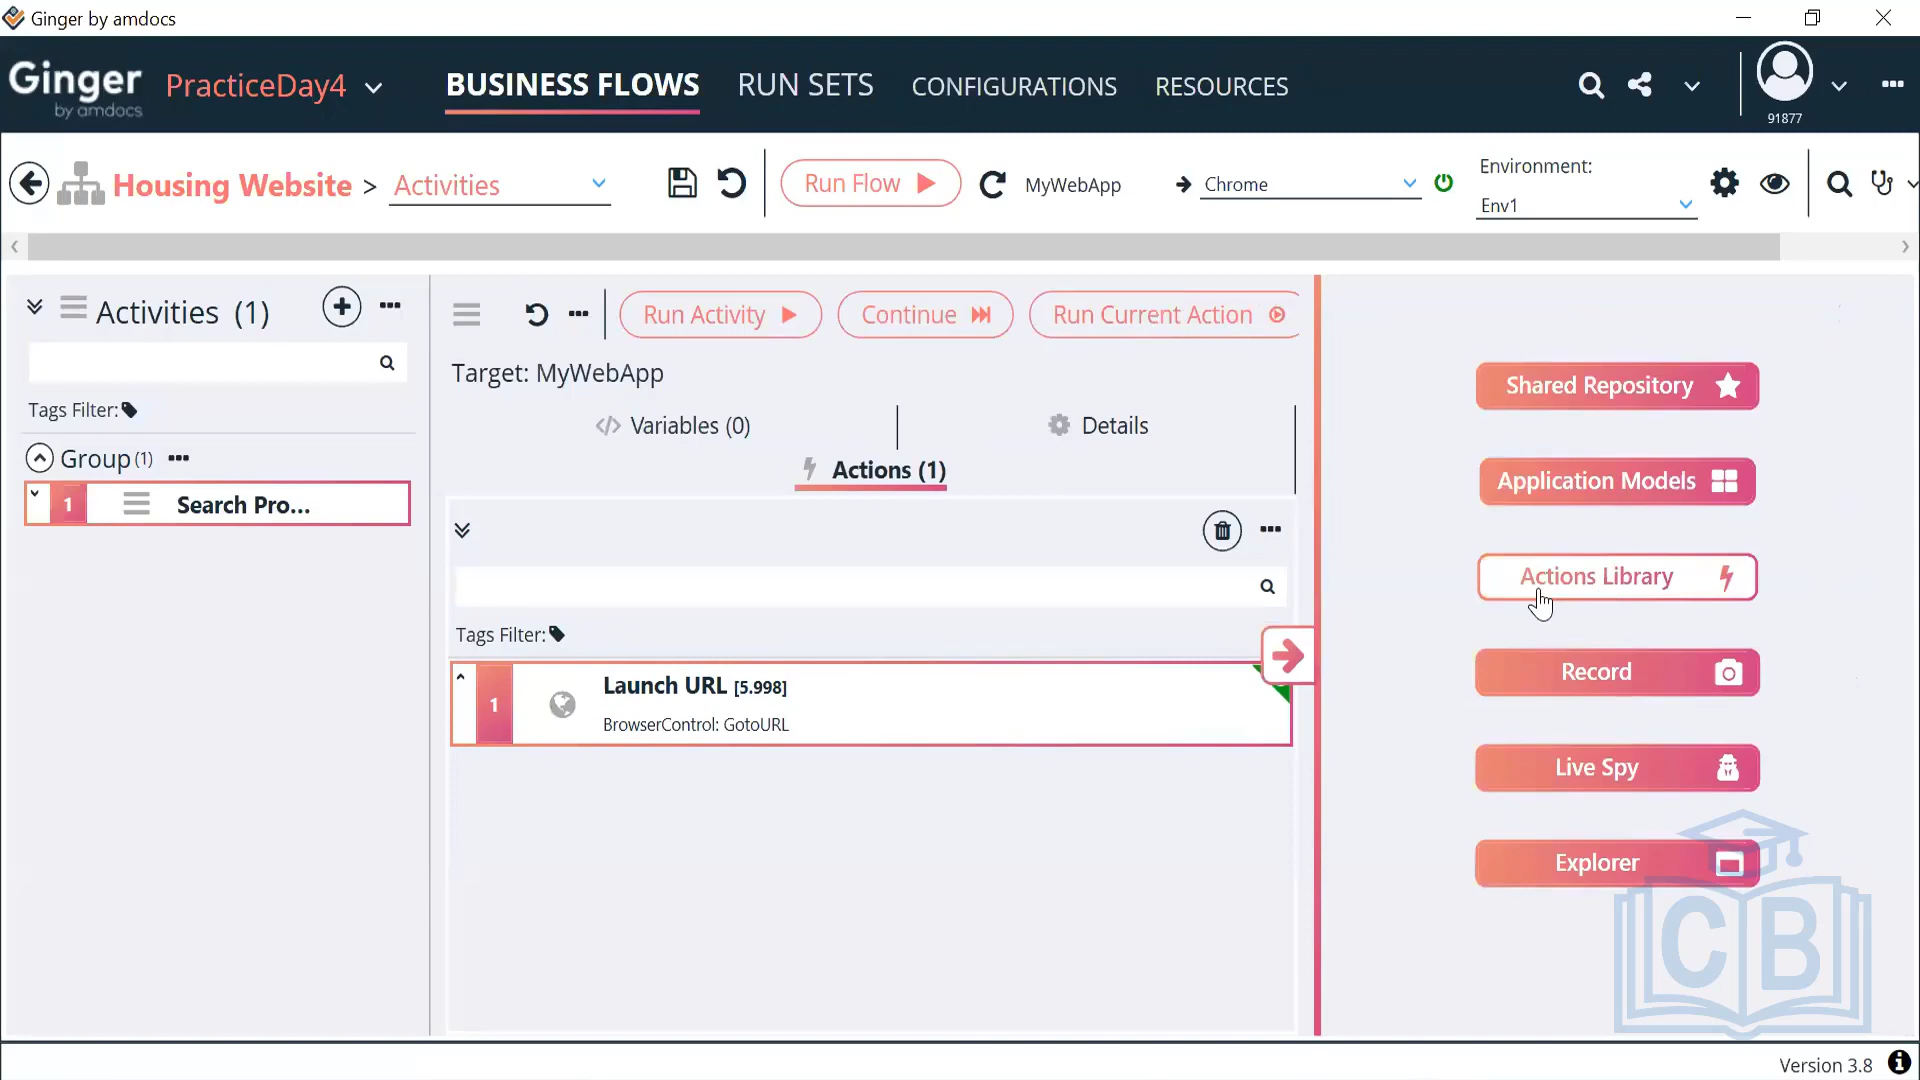 Ginger by amdocs
Ginger
by amdocs
PracticeDay4
BUSINESS FLOWS
RUN SETS
CONFIGURATIONS
RESOURCES
91877
Housing Website > Activities
Run Flow
MyWebApp
Chrome
Environment:
Env1
Activities (1)
Tags Filter:
Group (1)
1
Search Pro...
Run Activity
Continue
Run Current Action
Target: MyWebApp
Variables (0)
Details
Actions (1)
Tags Filter:
1
Launch URL [5.998]
BrowserControl: GotoURL
Shared Repository
Application Models
Actions Library
Record
Live Spy
Explorer
CB
Version 3.8